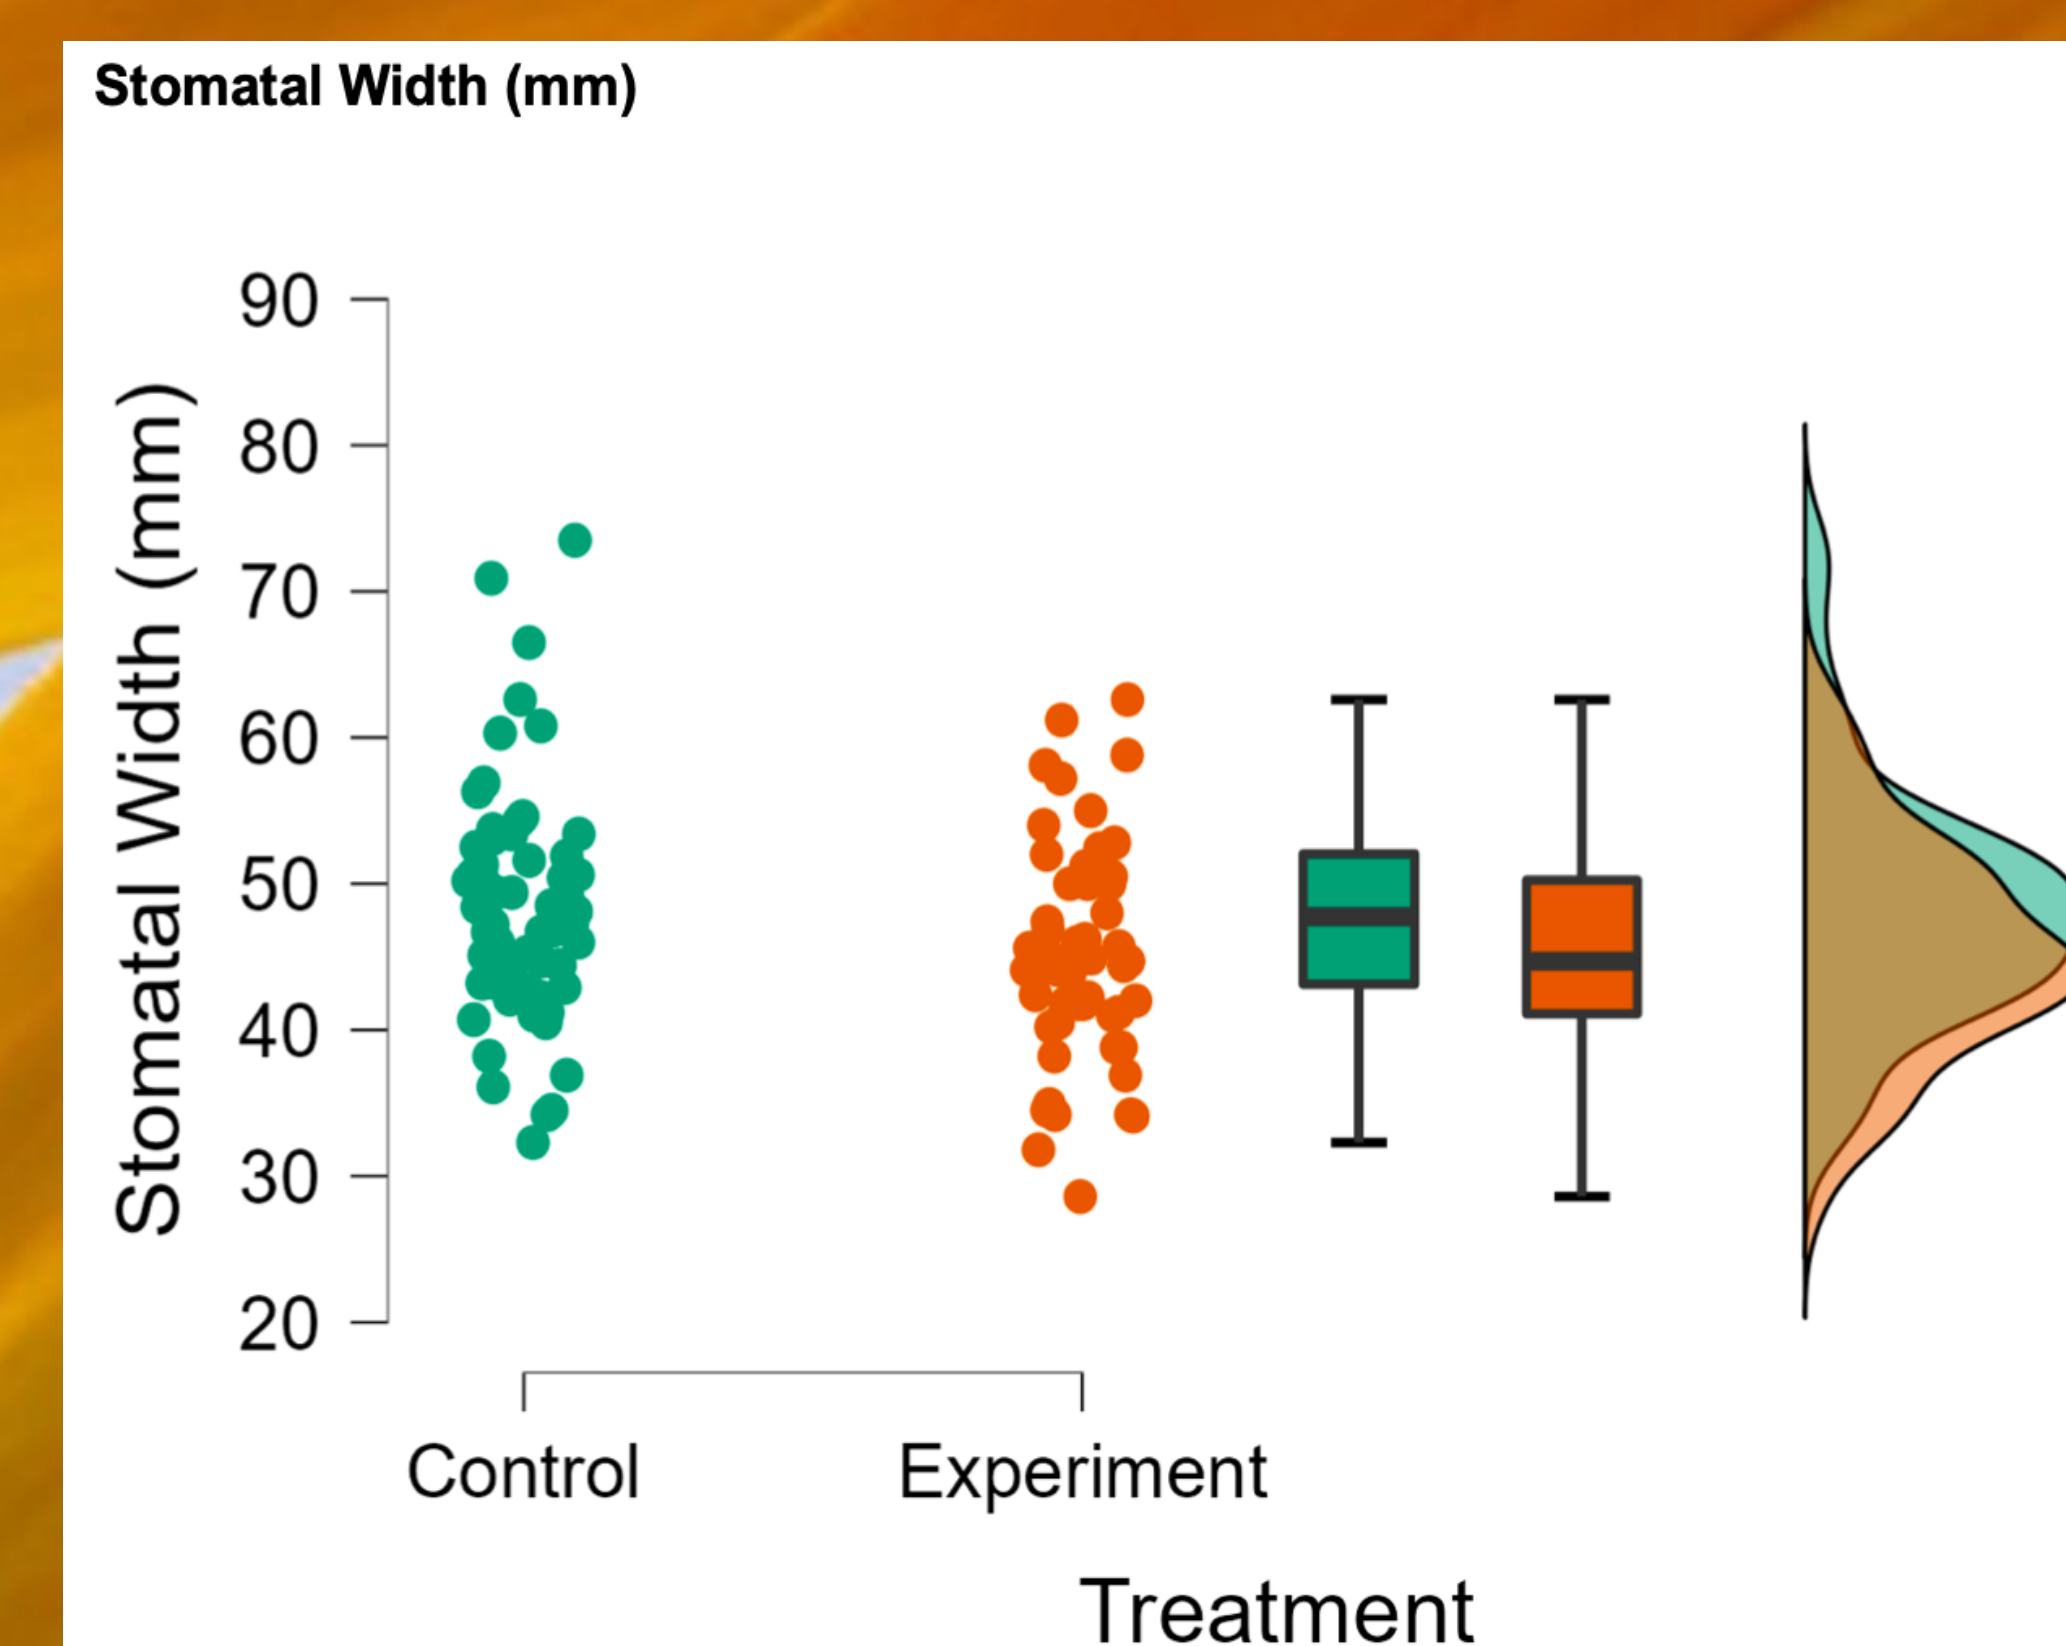 Stomatal Width (mm)
Stomatal Width (mm)
90
80
70
60
50
40
30
20
Control Experiment
Treatment